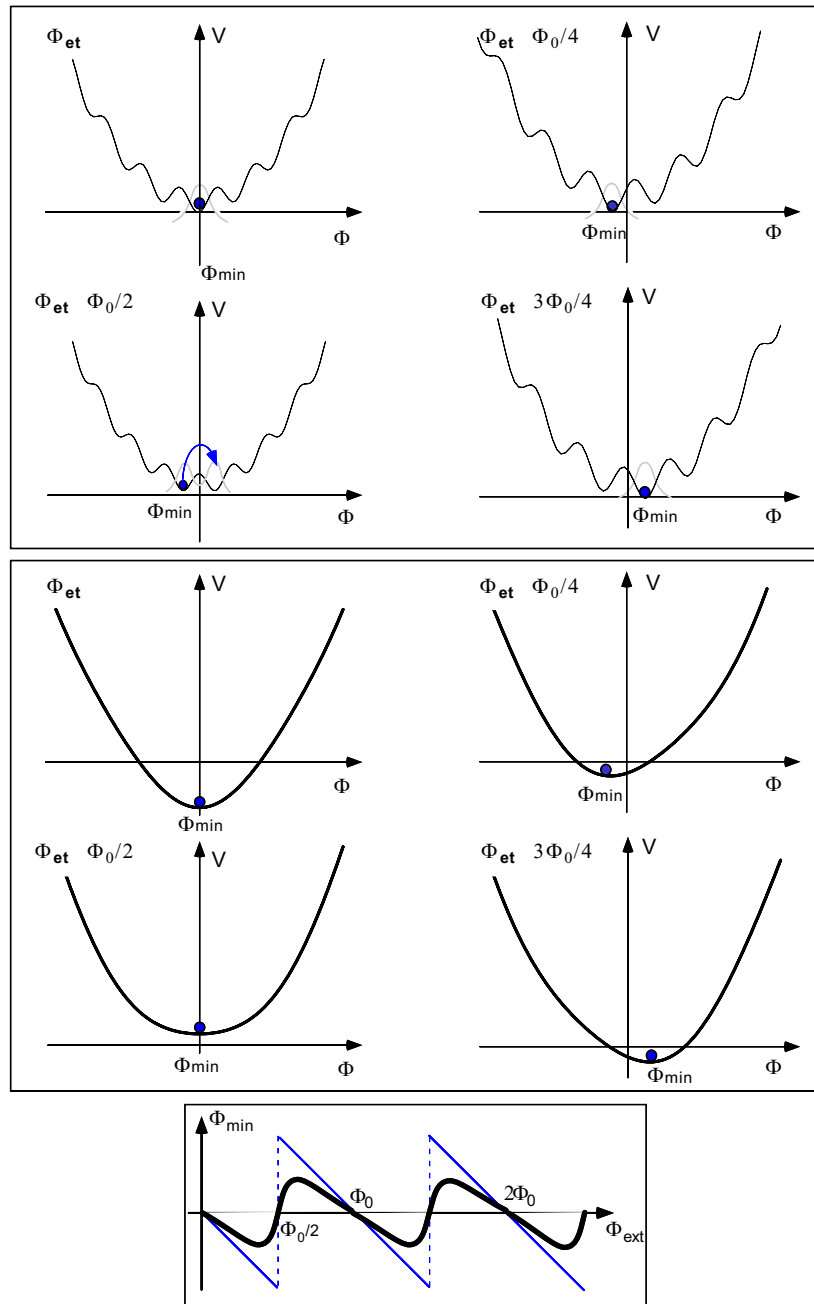 Φet V
Φ
Φmin
Φet Φ0/4 V
Φmin Φ
Φet Φ0/2 V
Φmin Φ
Φet 3Φ0/4 V
Φmin Φ
Φet V
Φ
Φmin
Φet Φ0/4 V
Φmin Φ
Φet Φ0/2 V
Φmin Φ
Φet 3Φ0/4 V
Φmin Φ
Φmin
Φ0 2Φ0
Φ0/2 Φext